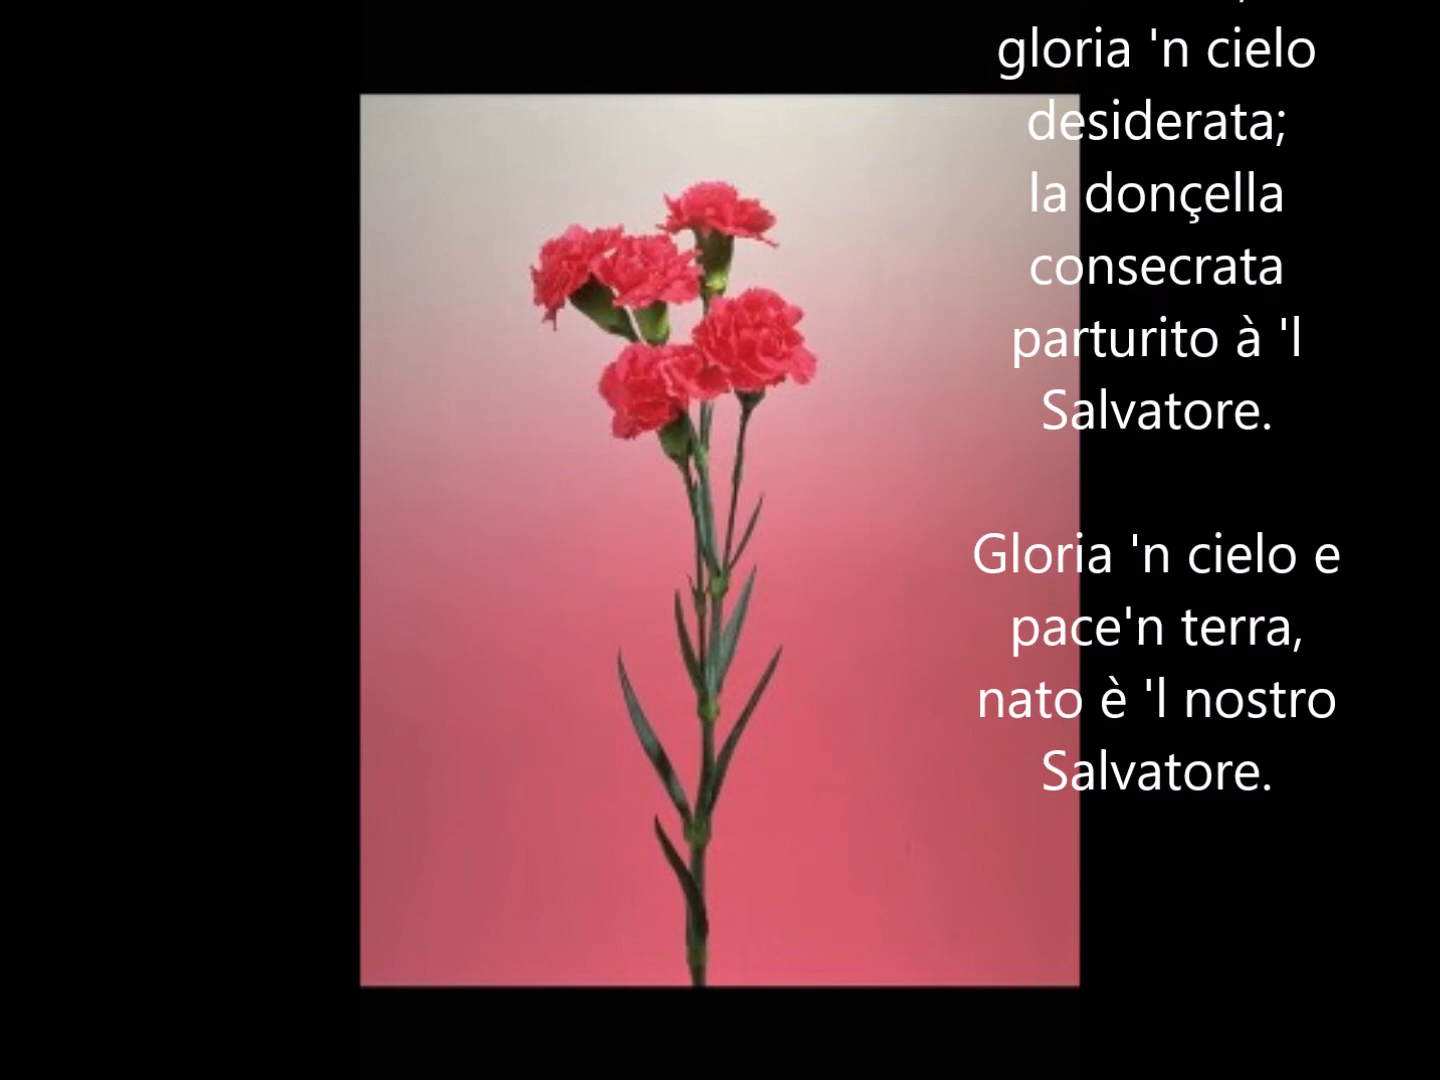 gloria 'n cielo
desiderata;
la donçella
consecrata
parturito à 'l
Salvatore.
Gloria 'n cielo e
pace'n terra,
nato è 'l nostro
Salvatore.